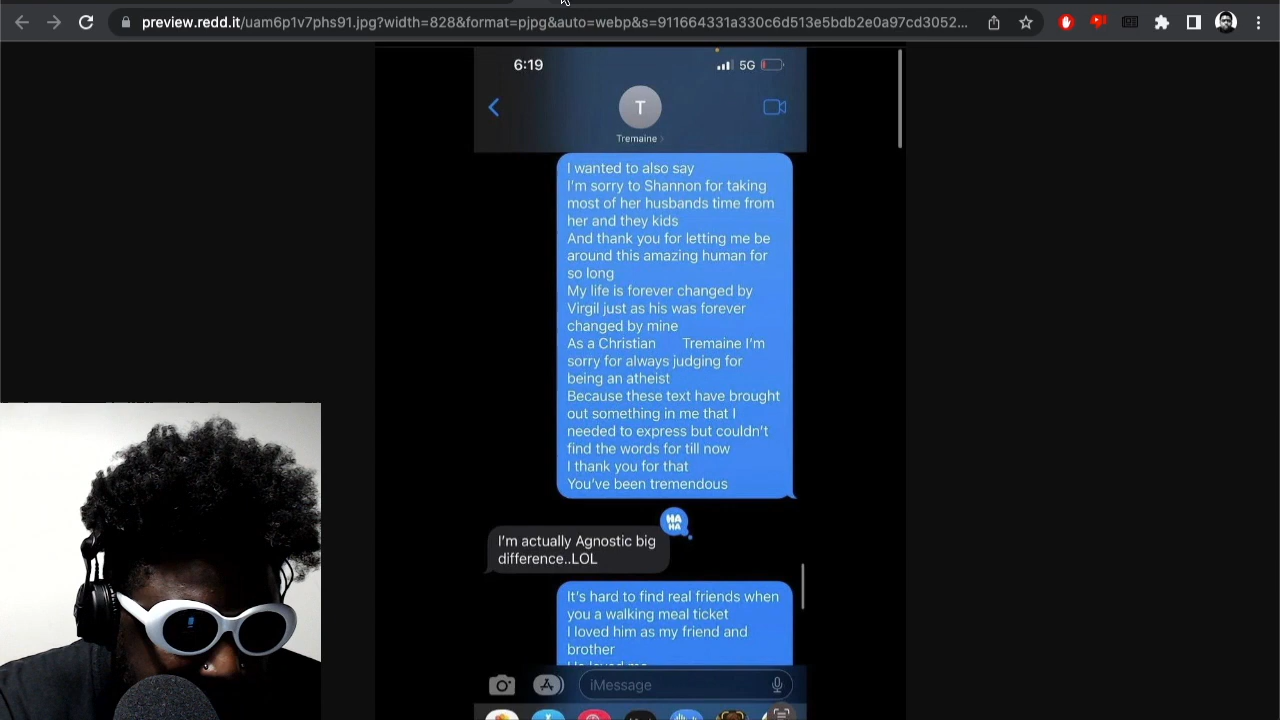 preview.redd.it/uam6p1v7phs91.jpg?width=828&format=pjpg&auto=webp&s=911664331a330c6d513e5bdb2e0a97cd3052...
6:19
5G
T
Tremaine
I wanted to also say
I'm sorry to Shannon for taking
most of her husbands time from
her and they kids
And thank you for letting me be
around this amazing human for
so long
My life is forever changed by
Virgil just as his was forever
changed by mine
As a Christian Tremaine I'm
sorry for always judging for
being an atheist
Because these text have brought
out something in me that I
needed to express but couldn't
find the words for till now
I thank you for that
You've been tremendous
HA HA
I'm actually Agnostic big
difference..LOL
It's hard to find real friends when
you a walking meal ticket
I loved him as my friend and
brother
He loved me
iMessage